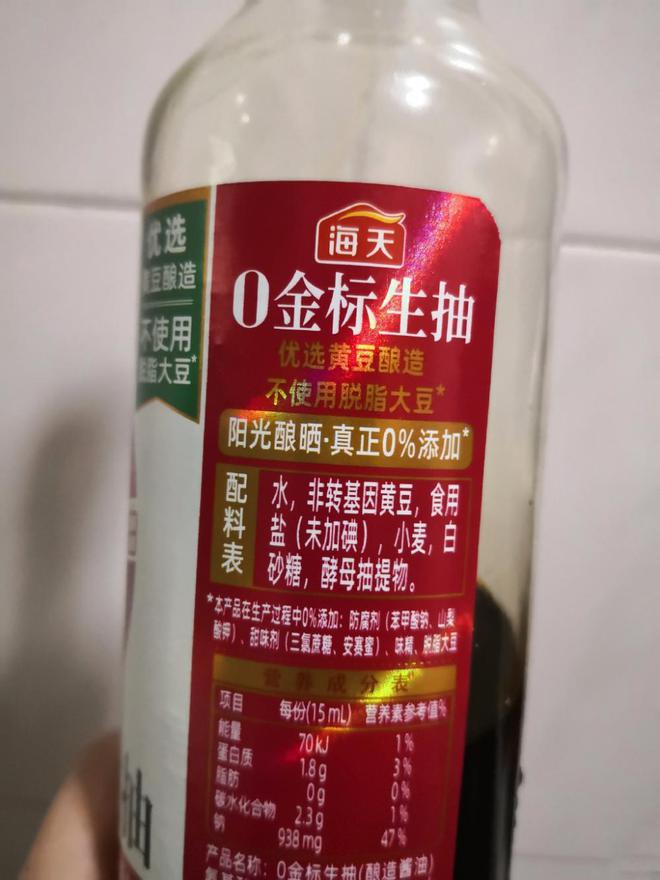 优选
黄豆酿造
不使用
脱脂大豆*
海天
0金标生抽
优选黄豆酿造
不使用脱脂大豆*
阳光酿晒·真正0%添加*
配料表
水，非转基因黄豆，食用
盐（未加碘），小麦，白
砂糖，酵母抽提物。
*本产品在生产过程中0%添加：防腐剂（苯甲酸钠、山梨
酸钾）、甜味剂（三氯蔗糖、安赛蜜）、味精、脱脂大豆
营养成分表
项目 每份(15mL) 营养素参考值%
能量 70kJ 1%
蛋白质 1.8g 3%
脂肪 0g 0%
碳水化合物 2.3g 1%
钠 938mg 47%
产品名称：0金标生抽(酿造酱油)
抽